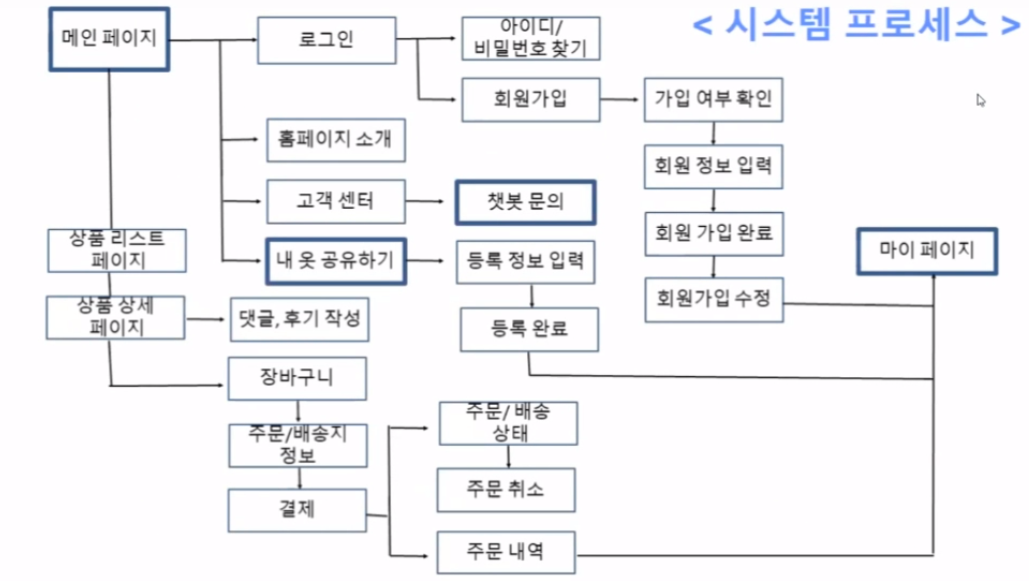 < 시스템 프로세스 >
메인 페이지
로그인
아이디/
비밀번호 찾기
회원가입
가입 여부 확인
홈페이지 소개
회원 정보 입력
고객 센터
챗봇 문의
회원 가입 완료
상품 리스트
페이지
내 옷 공유하기
등록 정보 입력
마이 페이지
회원가입 수정
상품 상세
페이지
댓글, 후기 작성
등록 완료
장바구니
주문/배송지
정보
주문/ 배송
상태
결제
주문 취소
주문 내역